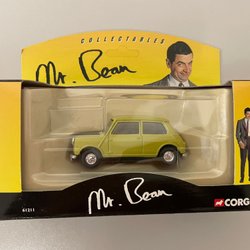 COLLECTABLES
Mr. Bean
Mr. Bean
61211
CORGI